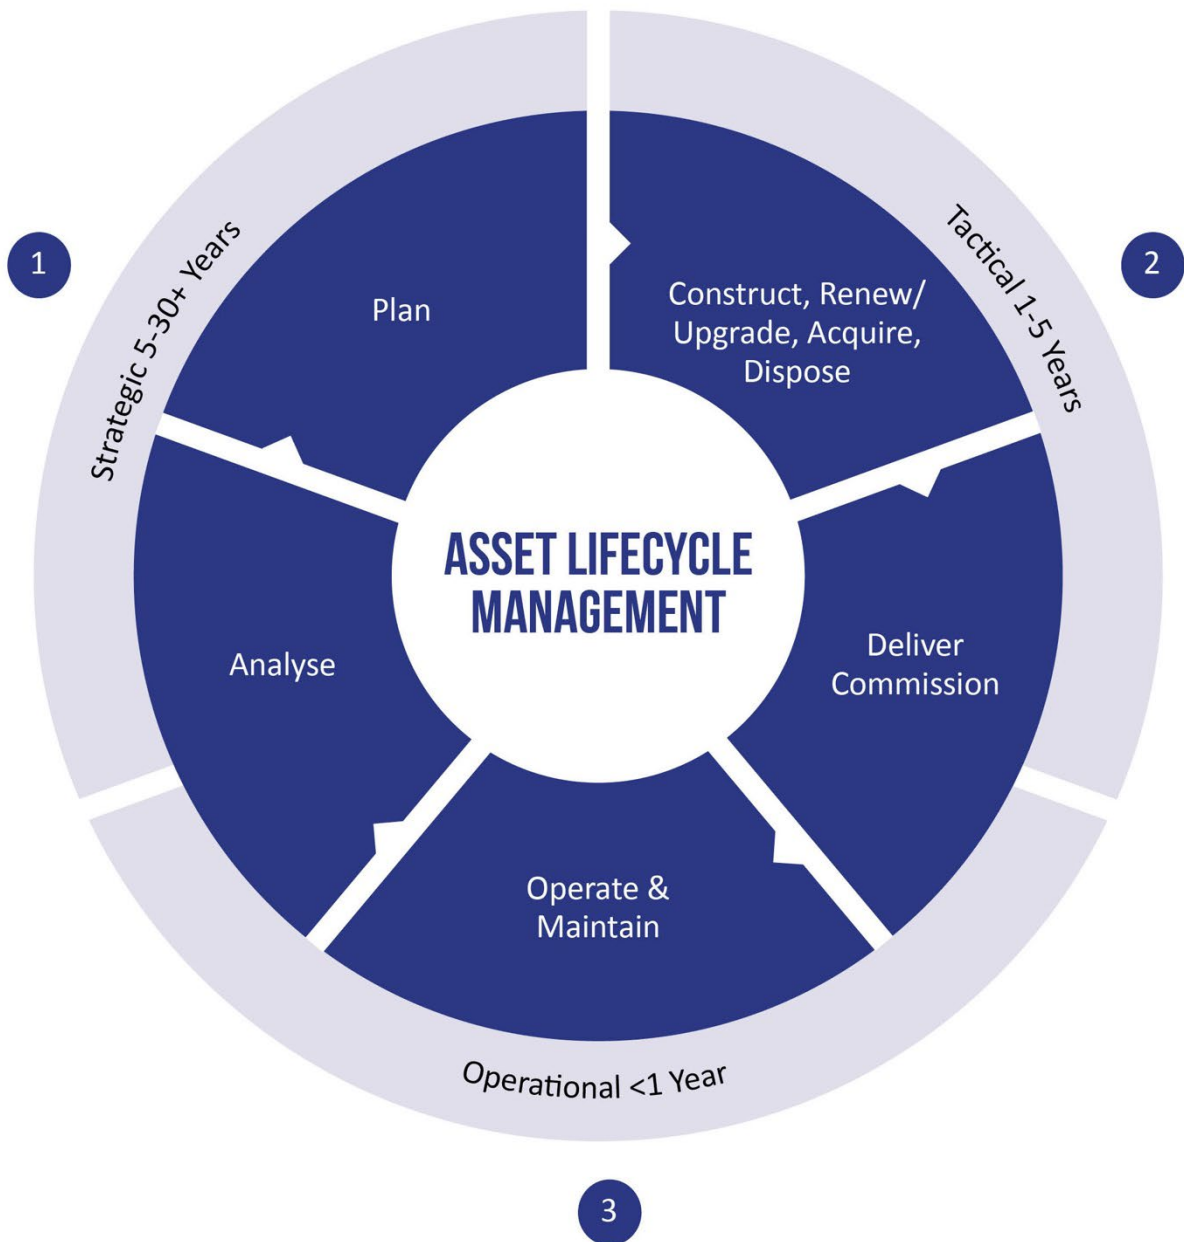 1
Strategic 5-30+ Years
Plan
Construct, Renew/
Upgrade, Acquire,
Dispose
Tactical 1-5 Years
2
ASSET LIFECYCLE
MANAGEMENT
Analyse
Deliver
Commission
Operate &
Maintain
Operational <1 Year
3